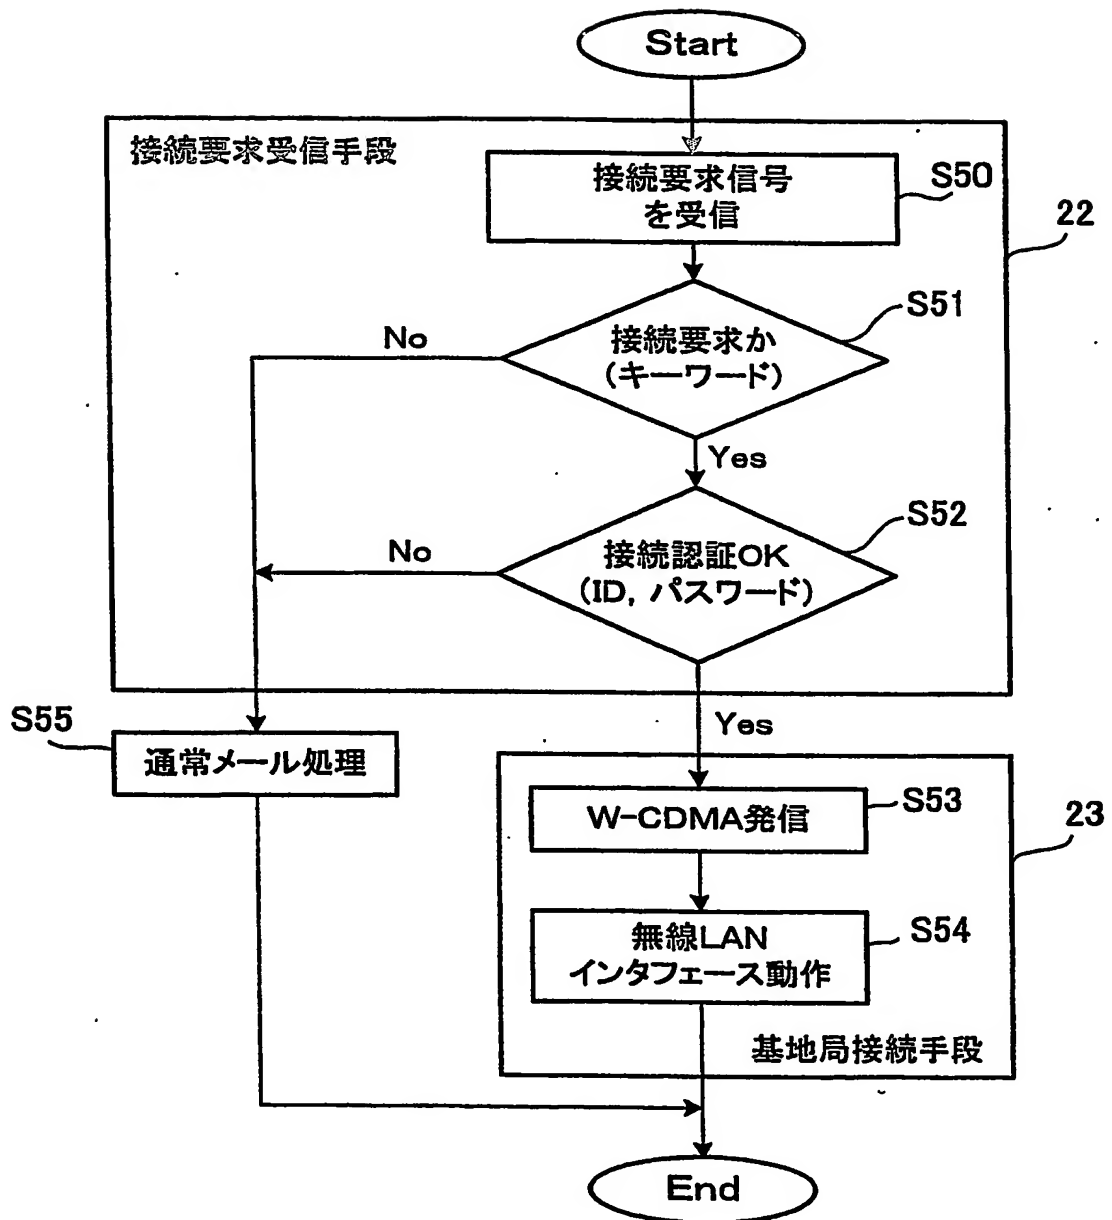 Start
接続要求受信手段
接続要求信号
を受信
S50
22
接続要求か
(キーワード)
S51
No
Yes
接続認証OK
(ID, パスワード)
S52
No
Yes
S55
通常メール処理
W-CDMA発信
S53
23
無線LAN
インタフェース動作
S54
基地局接続手段
End